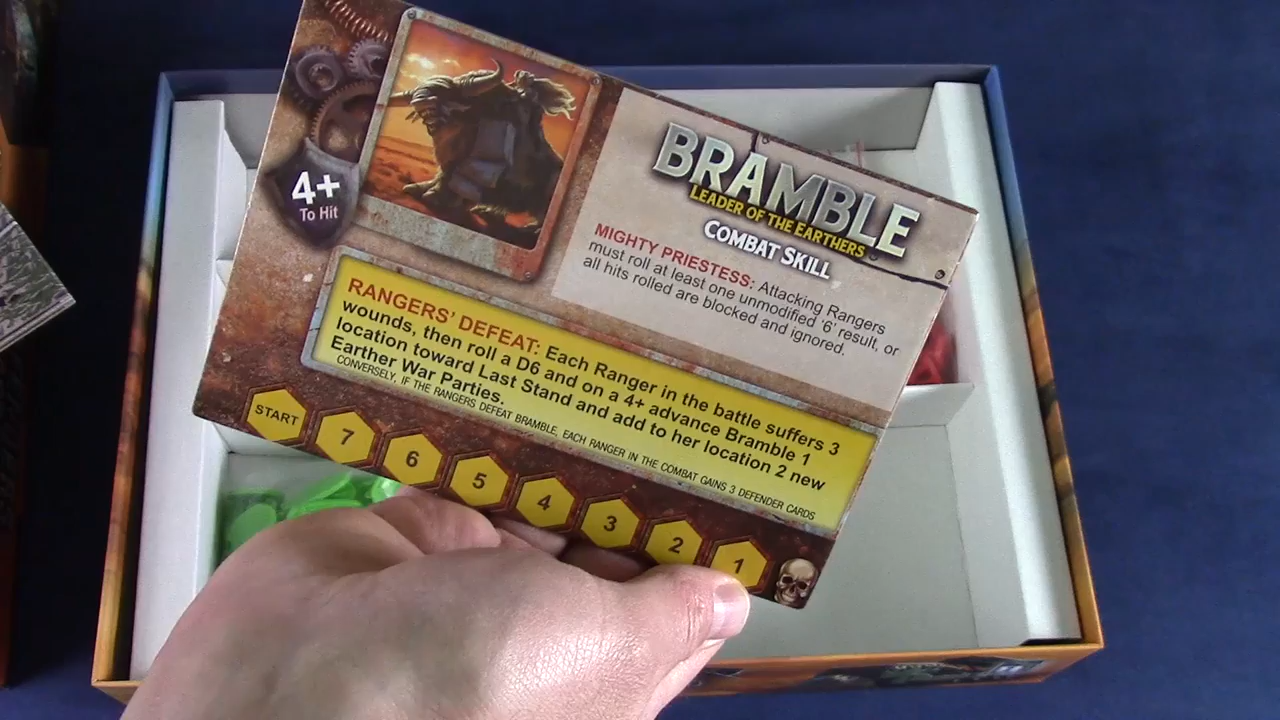 4+
To Hit
BRAMBLE
LEADER OF THE EARTHERS
COMBAT SKILL
MIGHTY PRIESTESS: Attacking Rangers
must roll at least one unmodified '6' result, or
all hits rolled are blocked and ignored.
RANGERS' DEFEAT: Each Ranger in the battle suffers 3
wounds, then roll a D6 and on a 4+ advance Bramble 1
location toward Last Stand and add to her location 2 new
Earther War Parties.
CONVERSELY, IF THE RANGERS DEFEAT BRAMBLE, EACH RANGER IN THE COMBAT GAINS 3 DEFENDER CARDS
START 7 6 5 4 3 2 1